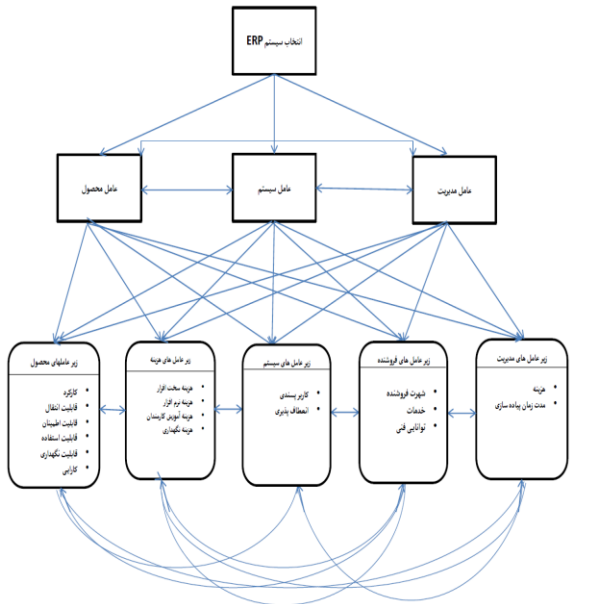 انتخاب سیستم ERP
عامل مدیریت
عامل سیستم
عامل محصول
زیر عامل های مدیریت
هزینه
مدت زمان پیاده سازی
زیر عامل های فروشنده
شهرت فروشنده
خدمات
توانایی فنی
زیر عامل های سیستم
کاربر پسندی
انعطاف پذیری
زیر عامل های هزینه
هزینه سخت افزار
هزینه نرم افزار
هزینه آموزش کارمندان
هزینه نگهداری
زیر عاملهای محصول
کارکرد
قابلیت انتقال
قابلیت اطمینان
قابلیت استفاده
قابلیت نگهداری
کارایی